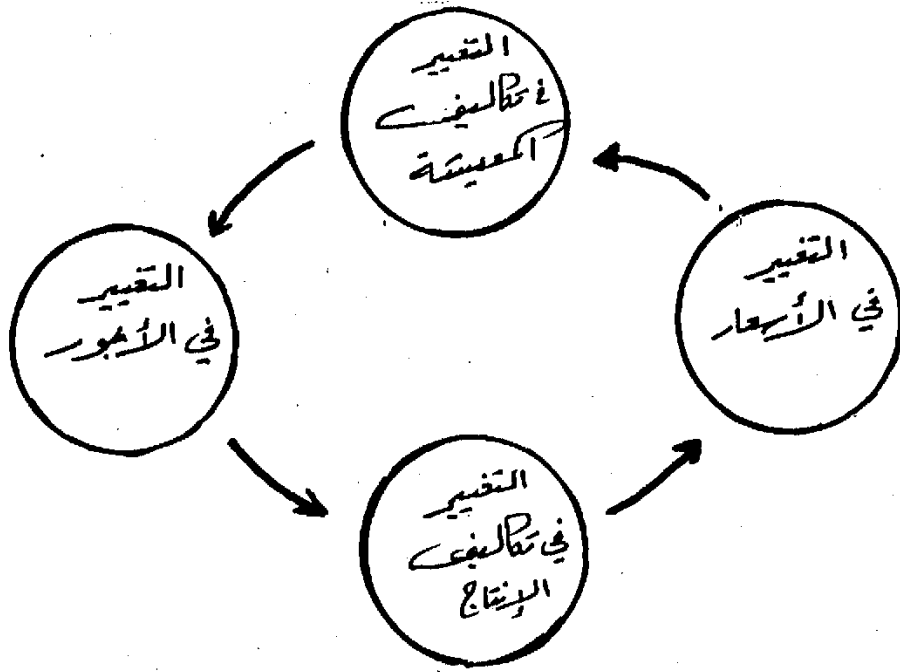 التغيير
في تكاليف
المعيشة
التغيير
في الأسعار
التغيير
في الأجور
التغيير
في تكاليف
الإنتاج